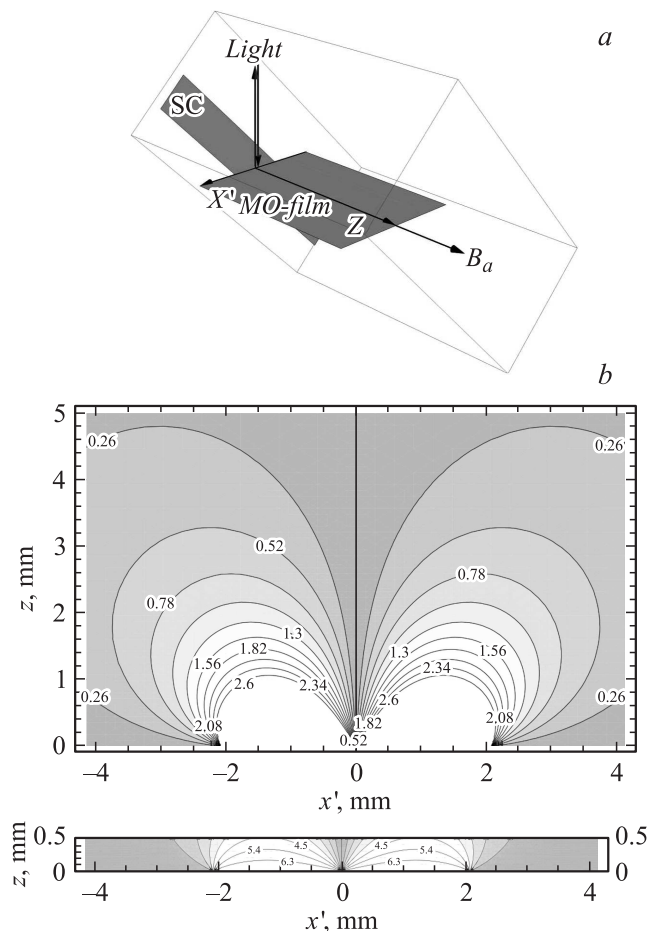 a
Light
SC
X'
MO-film
Z
B_a
b
5
0.26 0.26
4
3
0.52
0.78 0.78
2
1.3
1.82
1.56 1.3 1.56
2.34
1
2.6 2.34 2.6
0.26 0.26
2.08 1.82 2.08
0.52
0
z, mm
–4 –2 0 2 4
x', mm
0.5 5.4 4.5 4.5 5.4 0.5
6.3 6.3
0 0
z, mm
–4 –2 0 2 4
x', mm